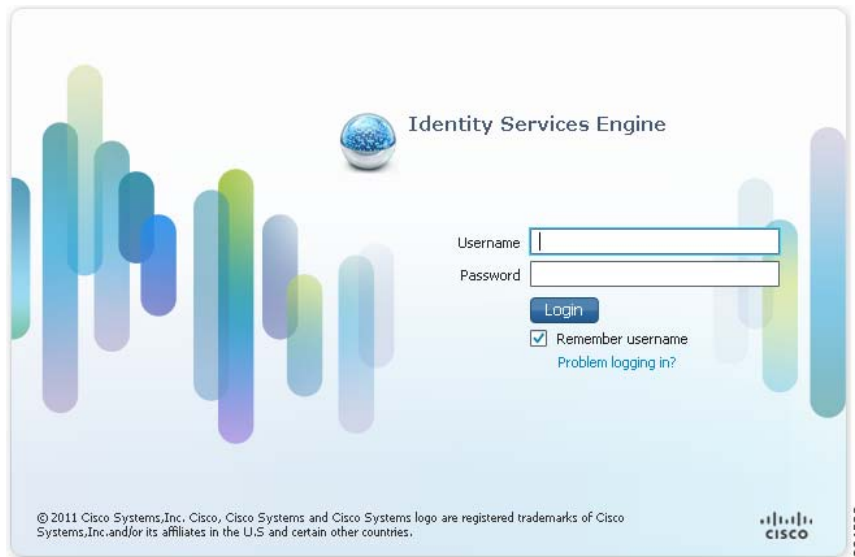 Identity Services Engine
Username
Password
Login
Remember username
Problem logging in?
© 2011 Cisco Systems,Inc. Cisco, Cisco Systems and Cisco Systems logo are registered trademarks of Cisco
Systems,Inc.and/or its affiliates in the U.S and certain other countries.
CISCO